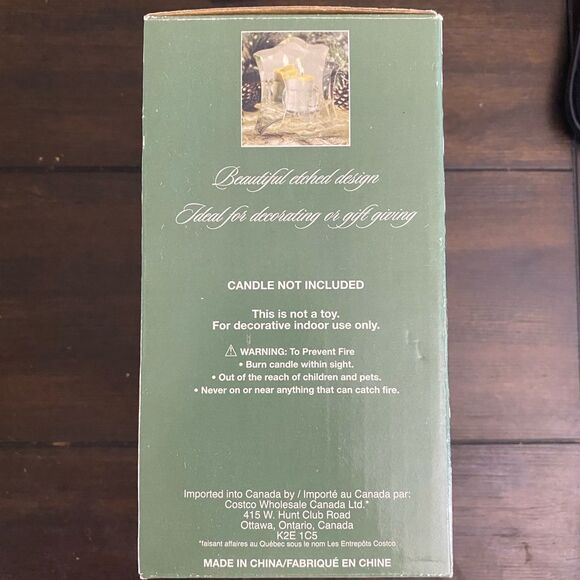 Beautiful etched design
Ideal for decorating or gift giving
CANDLE NOT INCLUDED
This is not a toy.
For decorative indoor use only.
⚠ WARNING: To Prevent Fire
• Burn candle within sight.
• Out of the reach of children and pets.
• Never on or near anything that can catch fire.
Imported into Canada by / Importé au Canada par:
Costco Wholesale Canada Ltd.*
415 W. Hunt Club Road
Ottawa, Ontario, Canada
K2E 1C5
*faisant affaires au Québec sous le nom Les Entrepôts Costco
MADE IN CHINA/FABRIQUÉ EN CHINE